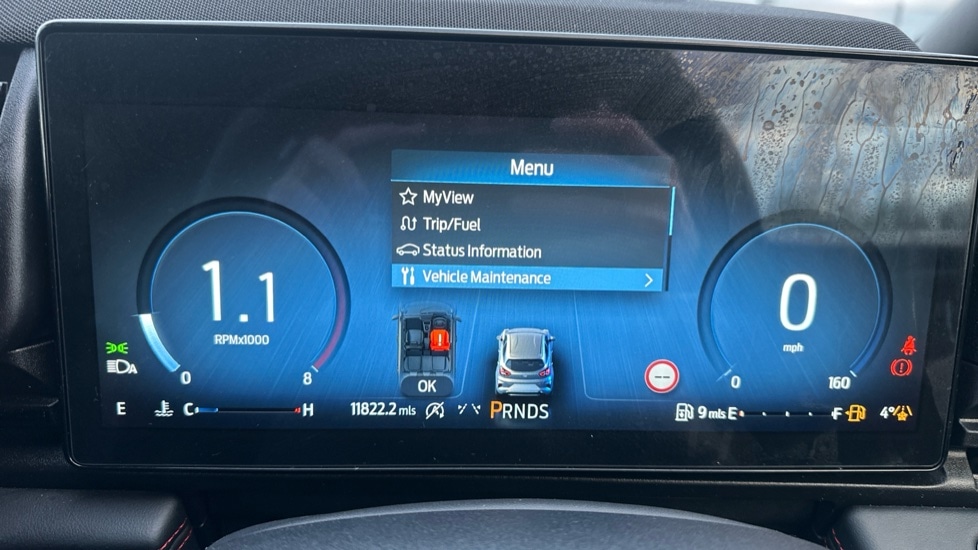 Menu
MyView
Trip/Fuel
Status Information
Vehicle Maintenance
1.1
RPMx1000
0 8
0
mph
0 160
OK
--
E C H 11822.2 mls PRNDS 9 mls E F 4°